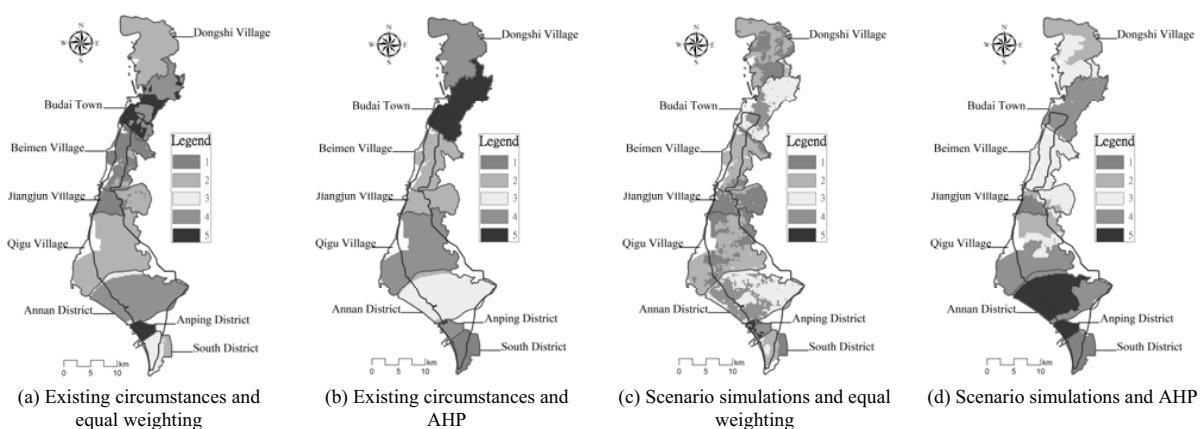 N
W E
S
Dongshi Village
Budai Town
Beimen Village
Jiangjun Village
Qigu Village
Annan District
Anping District
South District
Legend
1
2
3
4
5
0 5 10 km
(a) Existing circumstances and
equal weighting
N
W E
S
Dongshi Village
Budai Town
Beimen Village
Jiangjun Village
Qigu Village
Annan District
Anping District
South District
Legend
1
2
3
4
5
0 5 10 km
(b) Existing circumstances and
AHP
N
W E
S
Dongshi Village
Budai Town
Beimen Village
Jiangjun Village
Qigu Village
Annan District
Anping District
South District
Legend
1
2
3
4
5
0 5 10 km
(c) Scenario simulations and equal
weighting
N
W E
S
Dongshi Village
Budai Town
Beimen Village
Jiangjun Village
Qigu Village
Annan District
Anping District
South District
Legend
1
2
3
4
5
0 5 10 km
(d) Scenario simulations and AHP